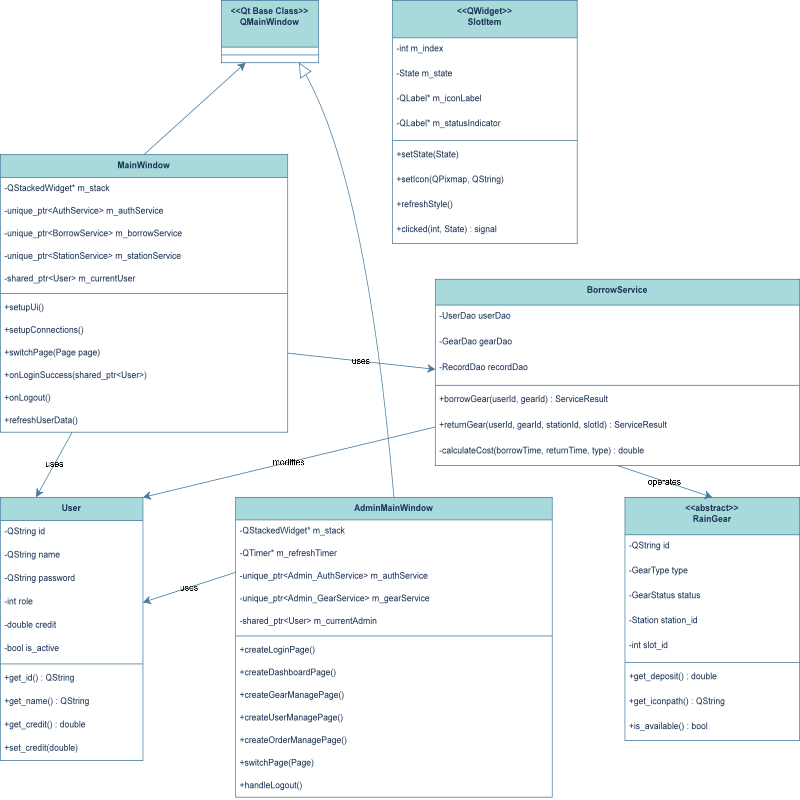 <<Qt Base Class>>
QMainWindow
<<QWidget>>
SlotItem
-int m_index
-State m_state
-QLabel* m_iconLabel
-QLabel* m_statusIndicator
+setState(State)
+setIcon(QPixmap, QString)
+refreshStyle()
+clicked(int, State) : signal
MainWindow
-QStackedWidget* m_stack
-unique_ptr<AuthService> m_authService
-unique_ptr<BorrowService> m_borrowService
-unique_ptr<StationService> m_stationService
-shared_ptr<User> m_currentUser
+setupUi()
+setupConnections()
+switchPage(Page page)
+onLoginSuccess(shared_ptr<User>)
+onLogout()
+refreshUserData()
uses
BorrowService
-UserDao userDao
-GearDao gearDao
-RecordDao recordDao
+borrowGear(userId, gearId) : ServiceResult
+returnGear(userId, gearId, stationId, slotId) : ServiceResult
-calculateCost(borrowTime, returnTime, type) : double
uses
modifies
operates
User
-QString id
-QString name
-QString password
-int role
-double credit
-bool is_active
+get_id() : QString
+get_name() : QString
+get_credit() : double
+set_credit(double)
uses
AdminMainWindow
-QStackedWidget* m_stack
-QTimer* m_refreshTimer
-unique_ptr<Admin_AuthService> m_authService
-unique_ptr<Admin_GearService> m_gearService
-shared_ptr<User> m_currentAdmin
+createLoginPage()
+createDashboardPage()
+createGearManagePage()
+createUserManagePage()
+createOrderManagePage()
+switchPage(Page)
+handleLogout()
<<abstract>>
RainGear
-QString id
-GearType type
-GearStatus status
-Station station_id
-int slot_id
+get_deposit() : double
+get_iconpath() : QString
+is_available() : bool